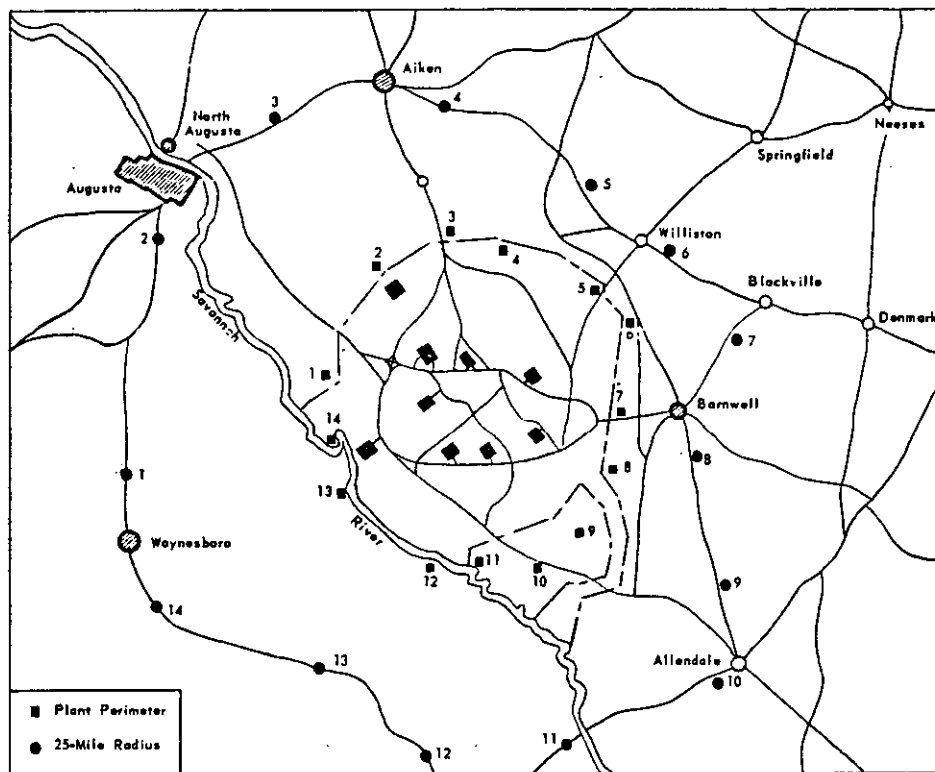 Aiken
3
4
North
Augusta
Neeses
Springfield
Augusta
5
3
Williston
2
2
4
6
Savannah
5
Blackville
6
Denmark
7
1
7
Barnwell
14
8
8
1
13
River
9
Waynesboro
11
12
10
9
14
Allendale
13
10
Plant Perimeter
11
25-Mile Radius
12